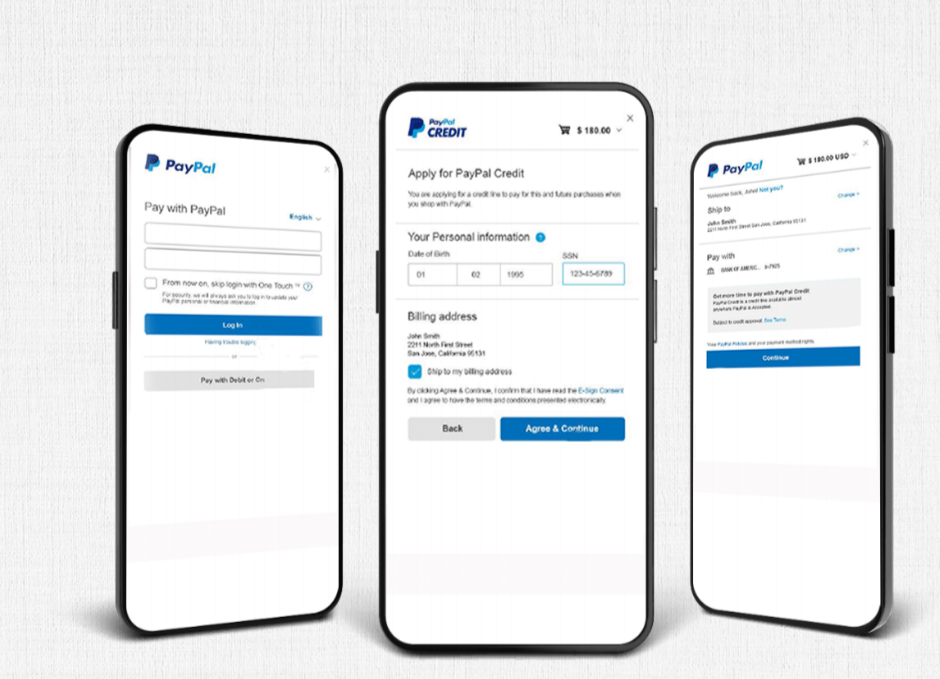 PayPal
Pay with PayPal
English
From now on, skip login with One Touch ™ ?
For security, we will always ask you to log in to update your
PayPal personal or financial information.
Log In
Having trouble logging
or
Pay with Debit or
PayPal
CREDIT
$ 180.00
Apply for PayPal Credit
You are applying for a credit line to pay for this and future purchases when
you shop with PayPal.
Your Personal information ?
Date of Birth
SSN
01
02
1995
123-45-6789
Billing address
John Smith
2211 North First Street
San Jose, California 95131
Ship to my billing address
By clicking Agree & Continue, I confirm that I have read the E-Sign Consent
and I agree to have the terms and conditions presented electronically.
Back
Agree & Continue
PayPal
$ 180.00 USD
Welcome back, John! Not you?
Ship to
Change >
John Smith
2211 North First Street San Jose, California 95131
Pay with
Change >
BANK OF AMERIC...
Get more time to pay with PayPal Credit
PayPal Credit is a credit line available almost
anywhere PayPal is Accepted.
Subject to credit approval. See Terms
View PayPal Policies and your payment method rights.
Continue